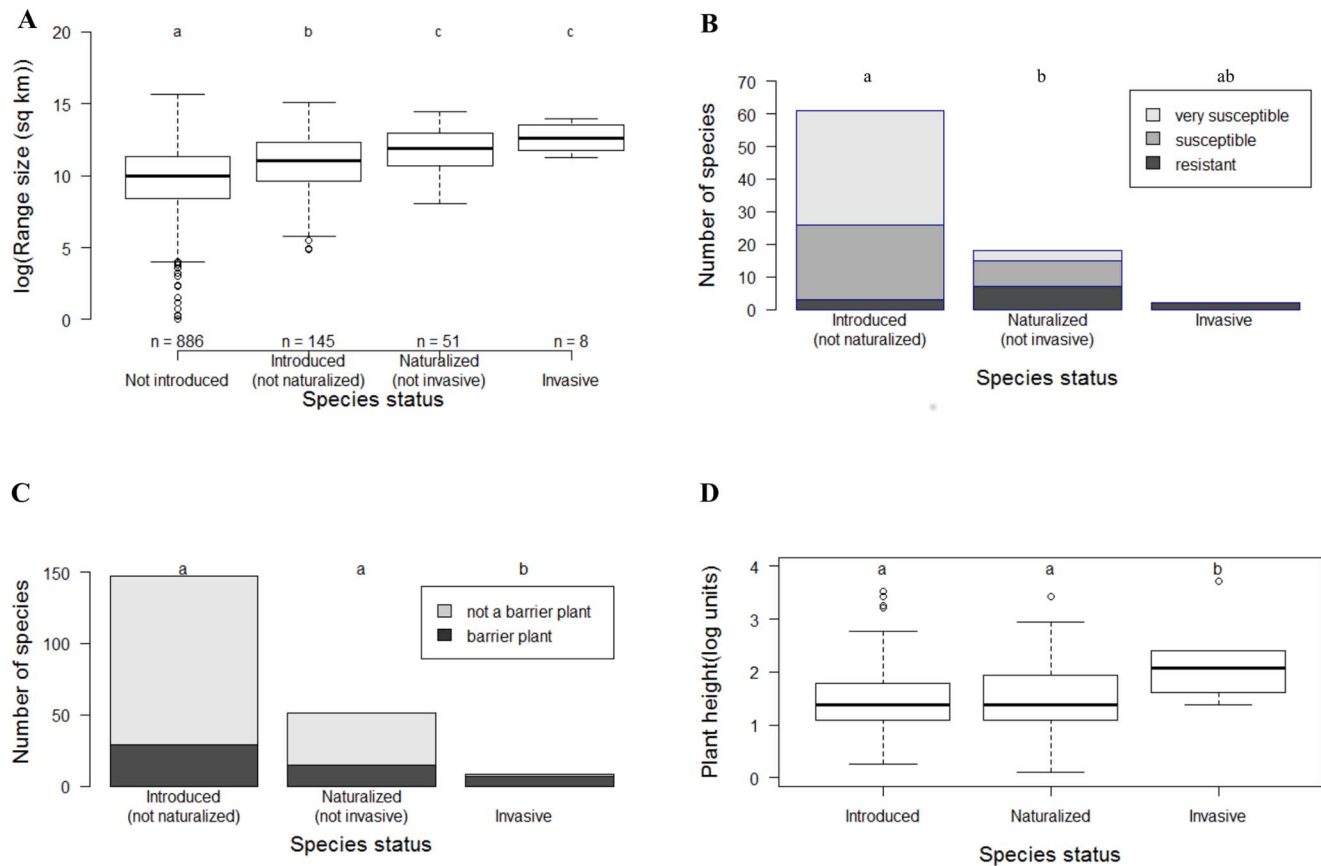 A
log(Range size (sq km))
20
15
10
5
0
a
b
c
c
n = 886
n = 145
n = 51
n = 8
Not introduced
Introduced
(not naturalized)
Naturalized
(not invasive)
Invasive
Species status
B
Number of species
70
60
50
40
30
20
10
0
a
b
ab
very susceptible
susceptible
resistant
Introduced
(not naturalized)
Naturalized
(not invasive)
Invasive
Species status
C
Number of species
150
100
50
0
a
a
b
not a barrier plant
barrier plant
Introduced
(not naturalized)
Naturalized
(not invasive)
Invasive
Species status
D
Plant height(log units)
4
3
2
1
0
a
a
b
Introduced
Naturalized
Invasive
Species status